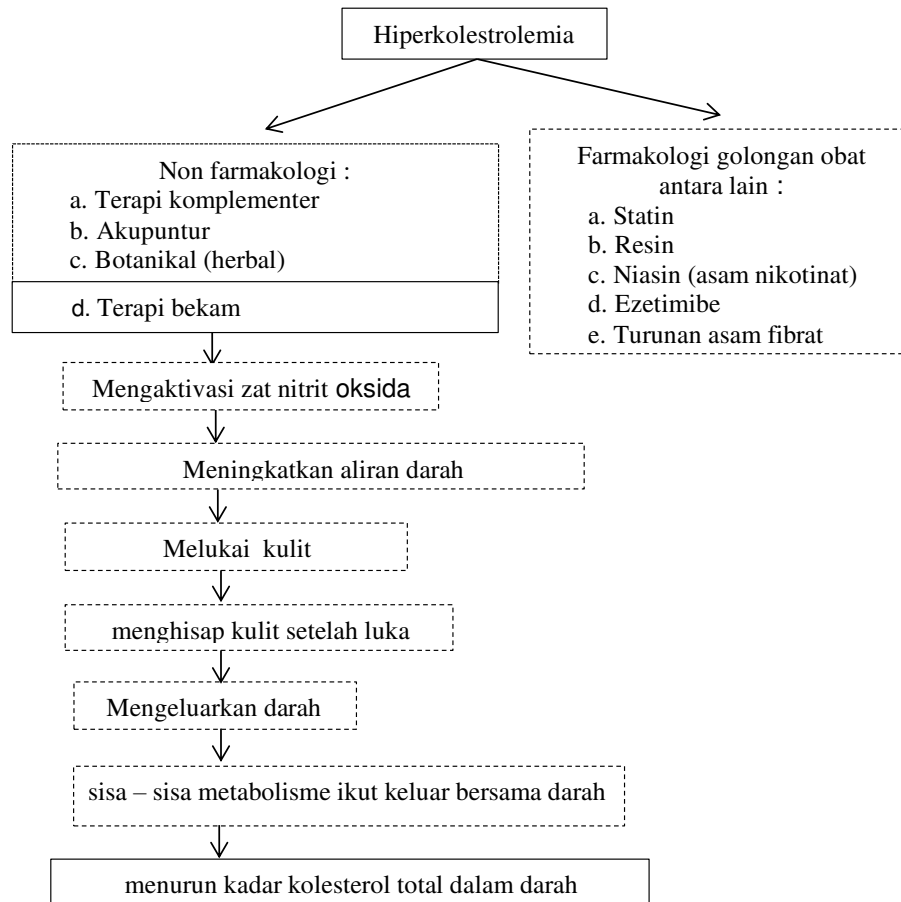 Hiperkolestrolemia
Non farmakologi :
a. Terapi komplementer
b. Akupuntur
c. Botanikal (herbal)
d. Terapi bekam
Farmakologi golongan obat
antara lain :
a. Statin
b. Resin
c. Niasin (asam nikotinat)
d. Ezetimibe
e. Turunan asam fibrat
Mengaktivasi zat nitrit oksida
Meningkatkan aliran darah
Melukai kulit
menghisap kulit setelah luka
Mengeluarkan darah
sisa – sisa metabolisme ikut keluar bersama darah
menurun kadar kolesterol total dalam darah